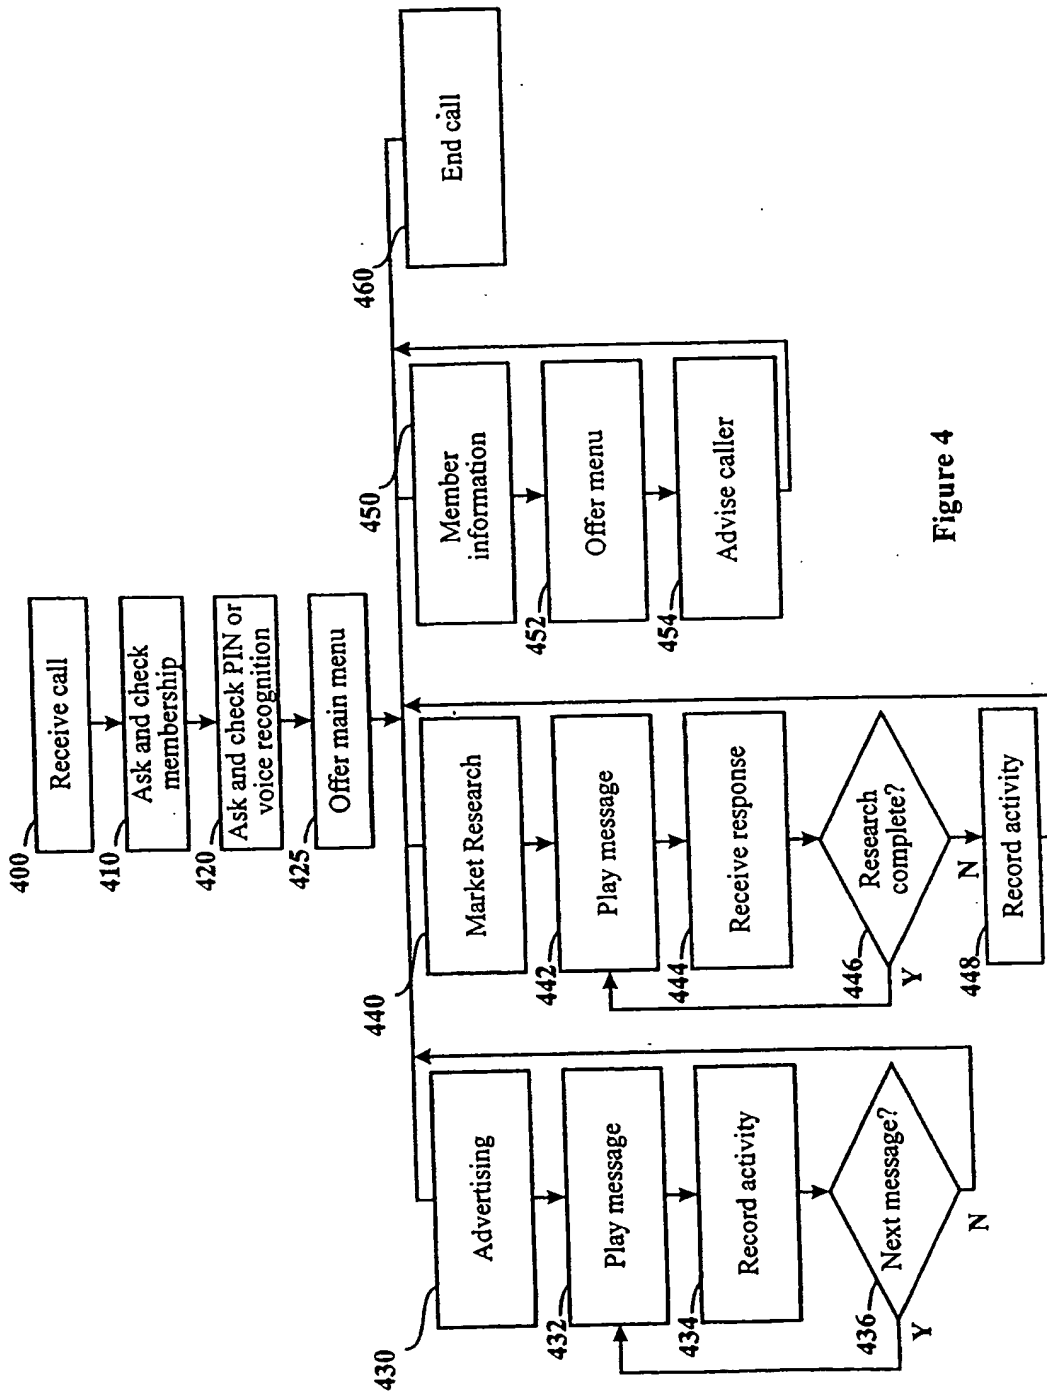 400
Receive call
410
Ask and check
membership
420
Ask and check PIN or
voice recognition
425
Offer main menu
430
Advertising
432
Play message
434
Record activity
436
Next message?
Y
N
440
Market Research
442
Play message
444
Receive response
446
Research
complete?
Y
N
448
Record activity
450
Member
information
452
Offer menu
454
Advise caller
460
End call
Figure 4